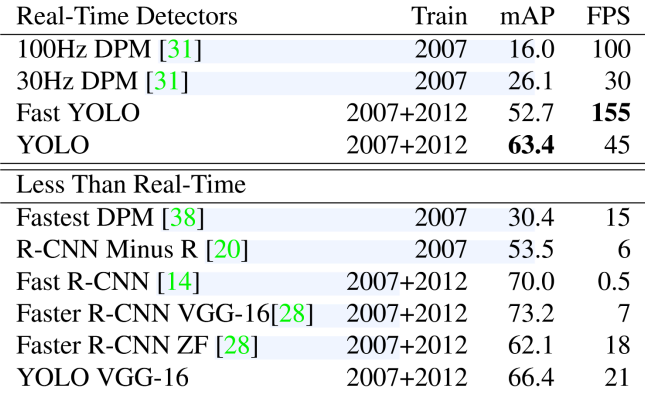 Real-Time Detectors Train mAP FPS
100Hz DPM [31] 2007 16.0 100
30Hz DPM [31] 2007 26.1 30
Fast YOLO 2007+2012 52.7 155
YOLO 2007+2012 63.4 45
Less Than Real-Time
Fastest DPM [38] 2007 30.4 15
R-CNN Minus R [20] 2007 53.5 6
Fast R-CNN [14] 2007+2012 70.0 0.5
Faster R-CNN VGG-16[28] 2007+2012 73.2 7
Faster R-CNN ZF [28] 2007+2012 62.1 18
YOLO VGG-16 2007+2012 66.4 21